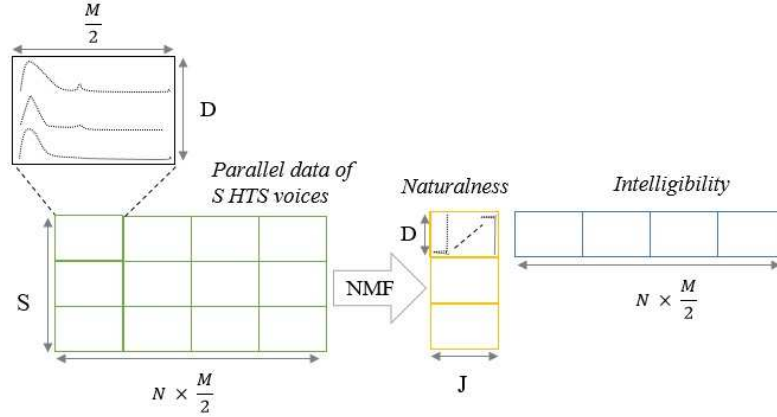 M/2
D
Parallel data of
S HTS voices
Naturalness
Intelligibility
D
S
NMF
N × M/2
J
N × M/2